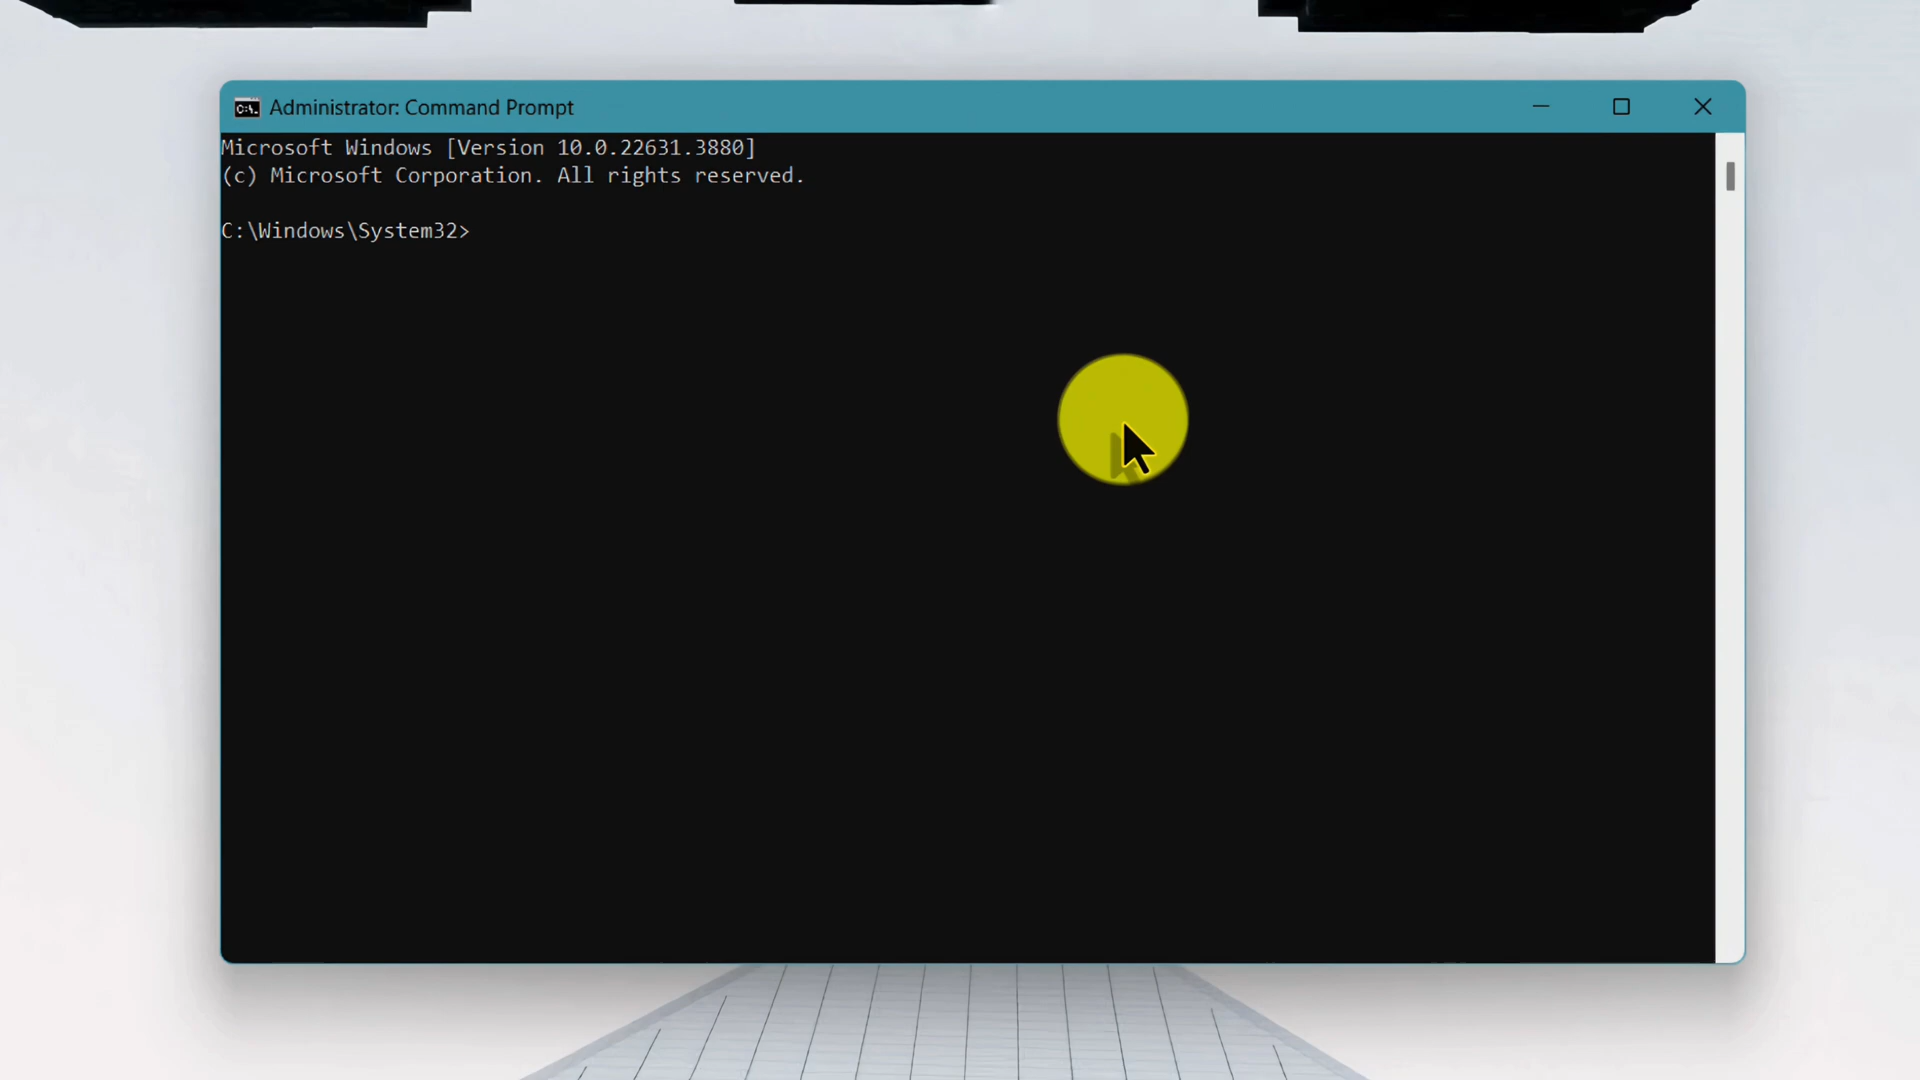 Administrator: Command Prompt
Microsoft Windows [Version 10.0.22631.3880]
(c) Microsoft Corporation. All rights reserved.
C:\Windows\System32>